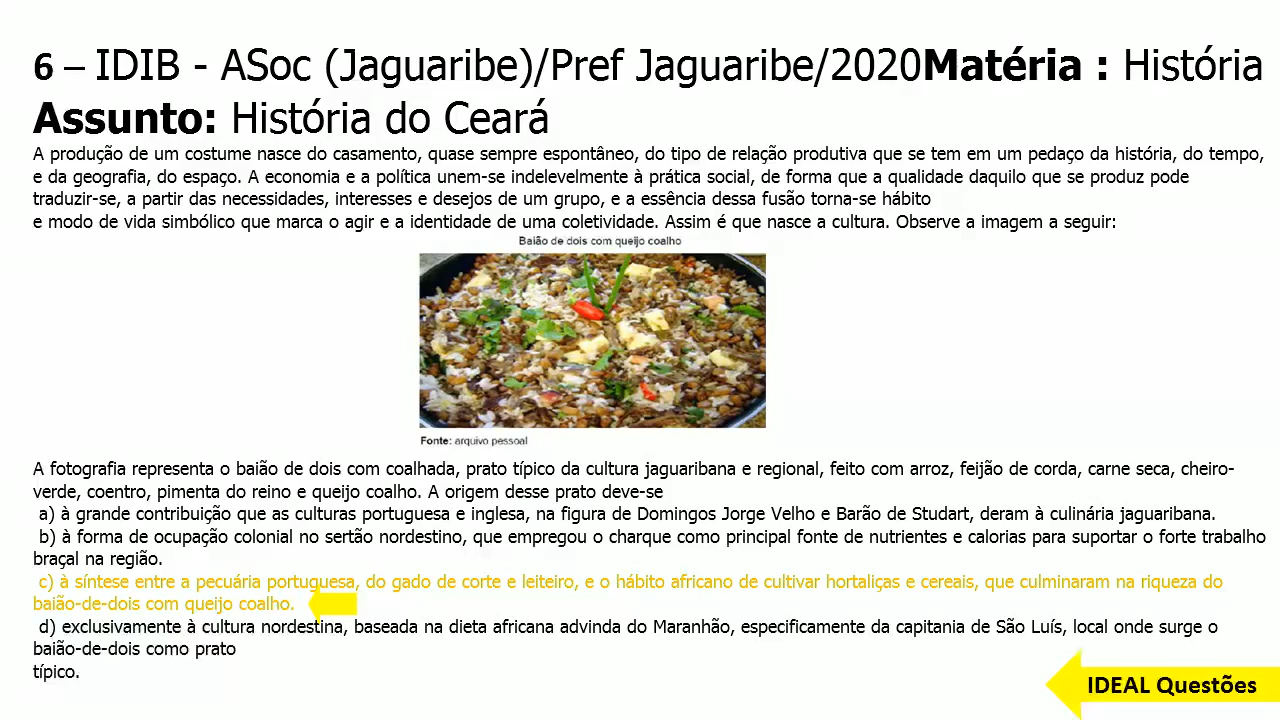 6 – IDIB - ASoc (Jaguaribe)/Pref Jaguaribe/2020Matéria : História
Assunto: História do Ceará
A produção de um costume nasce do casamento, quase sempre espontâneo, do tipo de relação produtiva que se tem em um pedaço da história, do tempo,
e da geografia, do espaço. A economia e a política unem-se indelevelmente à prática social, de forma que a qualidade daquilo que se produz pode
traduzir-se, a partir das necessidades, interesses e desejos de um grupo, e a essência dessa fusão torna-se hábito
e modo de vida simbólico que marca o agir e a identidade de uma coletividade. Assim é que nasce a cultura. Observe a imagem a seguir:
Baião de dois com queijo coalho
Fonte: arquivo pessoal
A fotografia representa o baião de dois com coalhada, prato típico da cultura jaguaribana e regional, feito com arroz, feijão de corda, carne seca, cheiro-
verde, coentro, pimenta do reino e queijo coalho. A origem desse prato deve-se
a) à grande contribuição que as culturas portuguesa e inglesa, na figura de Domingos Jorge Velho e Barão de Studart, deram à culinária jaguaribana.
b) à forma de ocupação colonial no sertão nordestino, que empregou o charque como principal fonte de nutrientes e calorias para suportar o forte trabalho
braçal na região.
c) à síntese entre a pecuária portuguesa, do gado de corte e leiteiro, e o hábito africano de cultivar hortaliças e cereais, que culminaram na riqueza do
baião-de-dois com queijo coalho.
d) exclusivamente à cultura nordestina, baseada na dieta africana advinda do Maranhão, especificamente da capitania de São Luís, local onde surge o
baião-de-dois como prato
típico.
IDEAL Questões